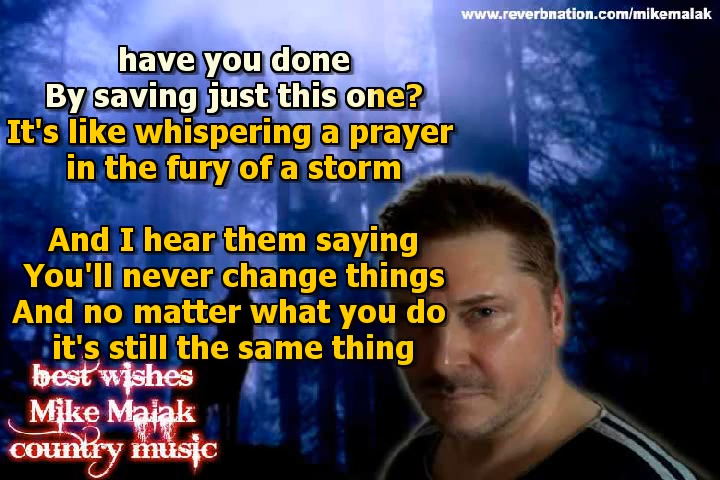 www.reverbnation.com/mikemalak
have you done
By saving just this one?
It's like whispering a prayer
in the fury of a storm
And I hear them saying
You'll never change things
And no matter what you do
it's still the same thing
best wishes
Mike Malak
country music